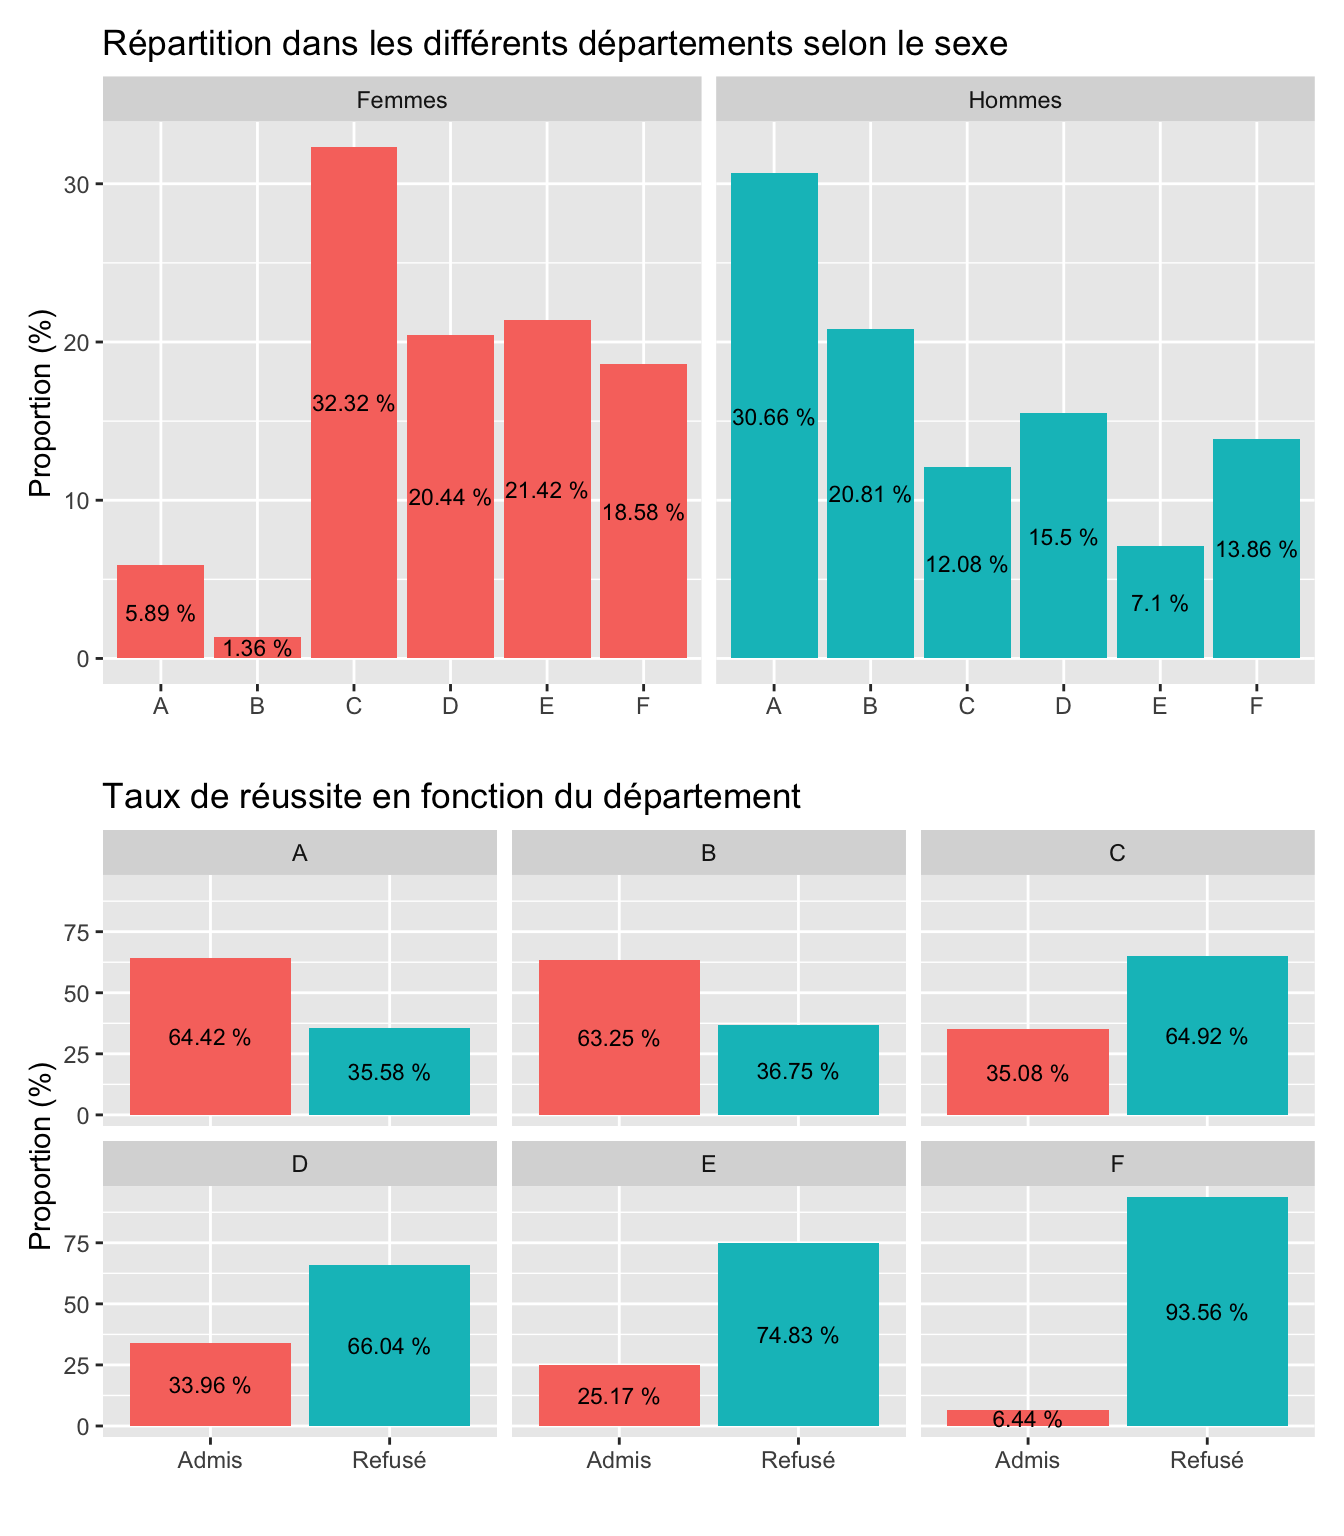 Répartition dans les différents départements selon le sexe
Femmes Hommes
Proportion (%)
30
20
10
0
5.89 % 1.36 % 32.32 % 20.44 % 21.42 % 18.58 %
30.66 % 20.81 % 12.08 % 15.5 % 7.1 % 13.86 %
A B C D E F A B C D E F
Taux de réussite en fonction du département
Proportion (%)
A B C
75
50
25
0
64.42 % 35.58 % 63.25 % 36.75 % 35.08 % 64.92 %
D E F
75
50
25
0
33.96 % 66.04 % 25.17 % 74.83 % 6.44 % 93.56 %
Admis Refusé Admis Refusé Admis Refusé